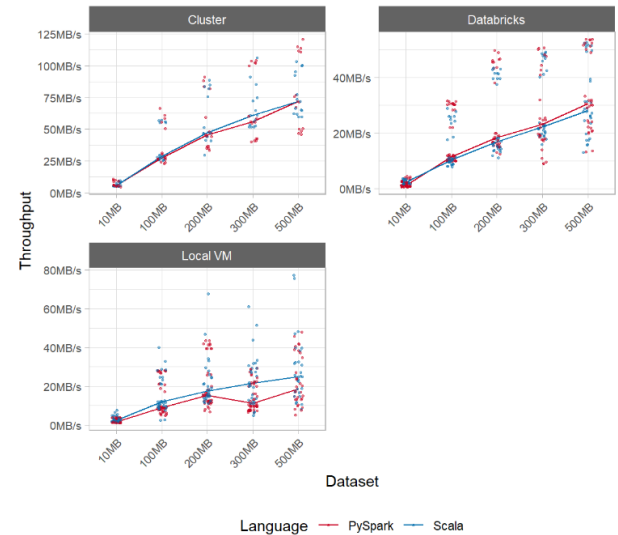 Cluster
Databricks
125MB/s
100MB/s
75MB/s
50MB/s
25MB/s
0MB/s
40MB/s
20MB/s
0MB/s
10MB
100MB
200MB
300MB
500MB
10MB
100MB
200MB
300MB
500MB
Throughput
Local VM
80MB/s
60MB/s
40MB/s
20MB/s
0MB/s
10MB
100MB
200MB
300MB
500MB
Dataset
Language PySpark Scala